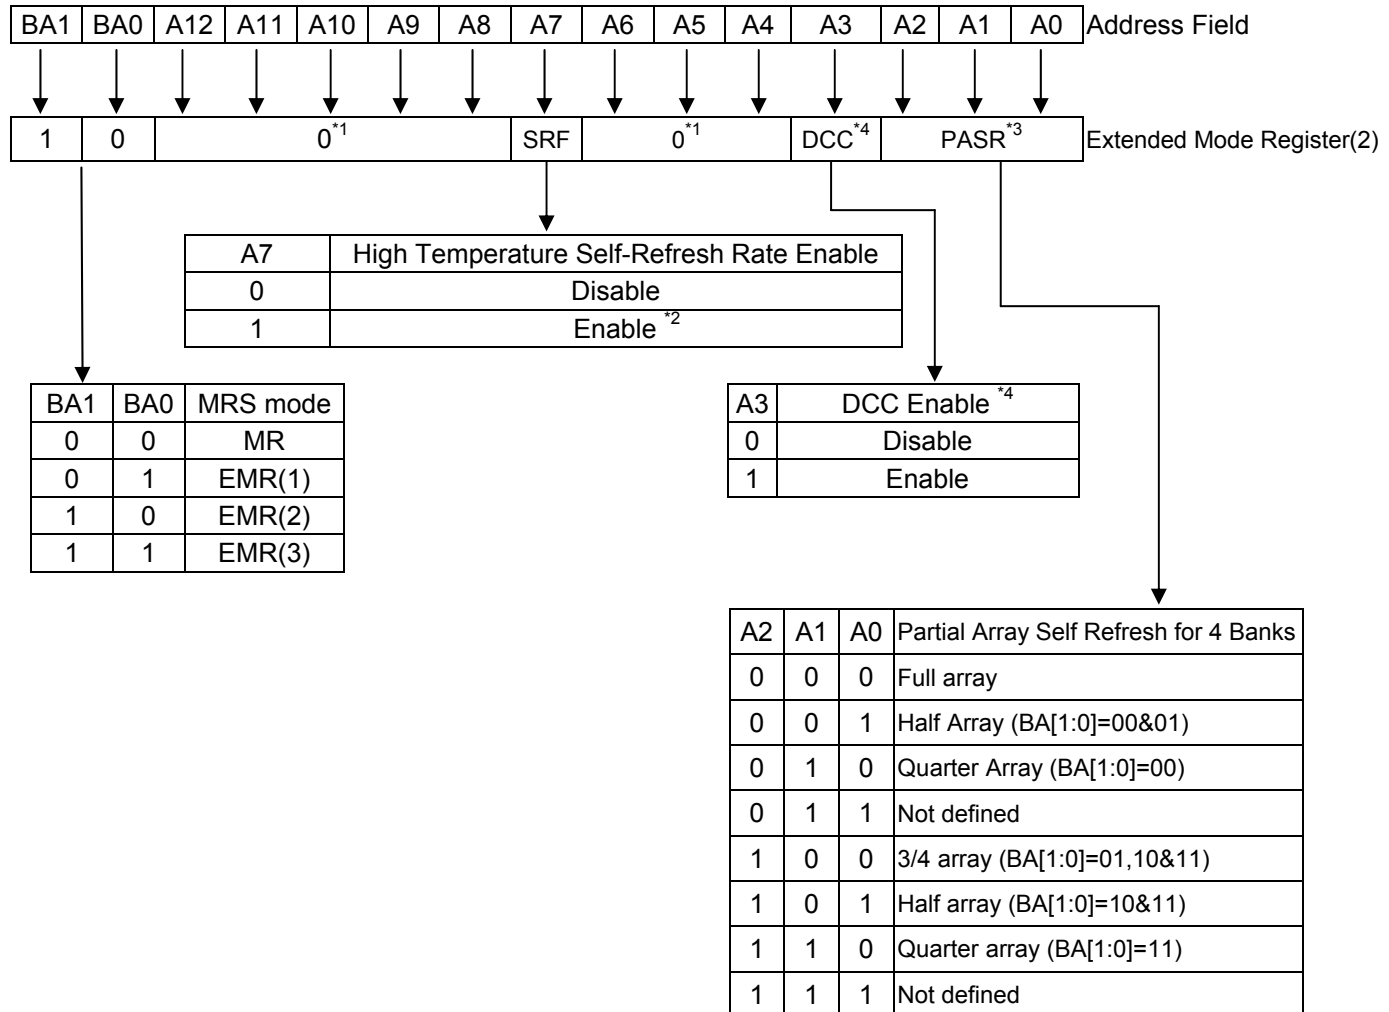 BA1 BA0 A12 A11 A10 A9 A8 A7 A6 A5 A4 A3 A2 A1 A0 Address Field
1 0 0*1 SRF 0*1 DCC*4 PASR*3 Extended Mode Register(2)
A7 High Temperature Self-Refresh Rate Enable
0 Disable
1 Enable *2
BA1 BA0 MRS mode
0 0 MR
0 1 EMR(1)
1 0 EMR(2)
1 1 EMR(3)
A3 DCC Enable *4
0 Disable
1 Enable
A2 A1 A0 Partial Array Self Refresh for 4 Banks
0 0 0 Full array
0 0 1 Half Array (BA[1:0]=00&01)
0 1 0 Quarter Array (BA[1:0]=00)
0 1 1 Not defined
1 0 0 3/4 array (BA[1:0]=01,10&11)
1 0 1 Half array (BA[1:0]=10&11)
1 1 0 Quarter array (BA[1:0]=11)
1 1 1 Not defined